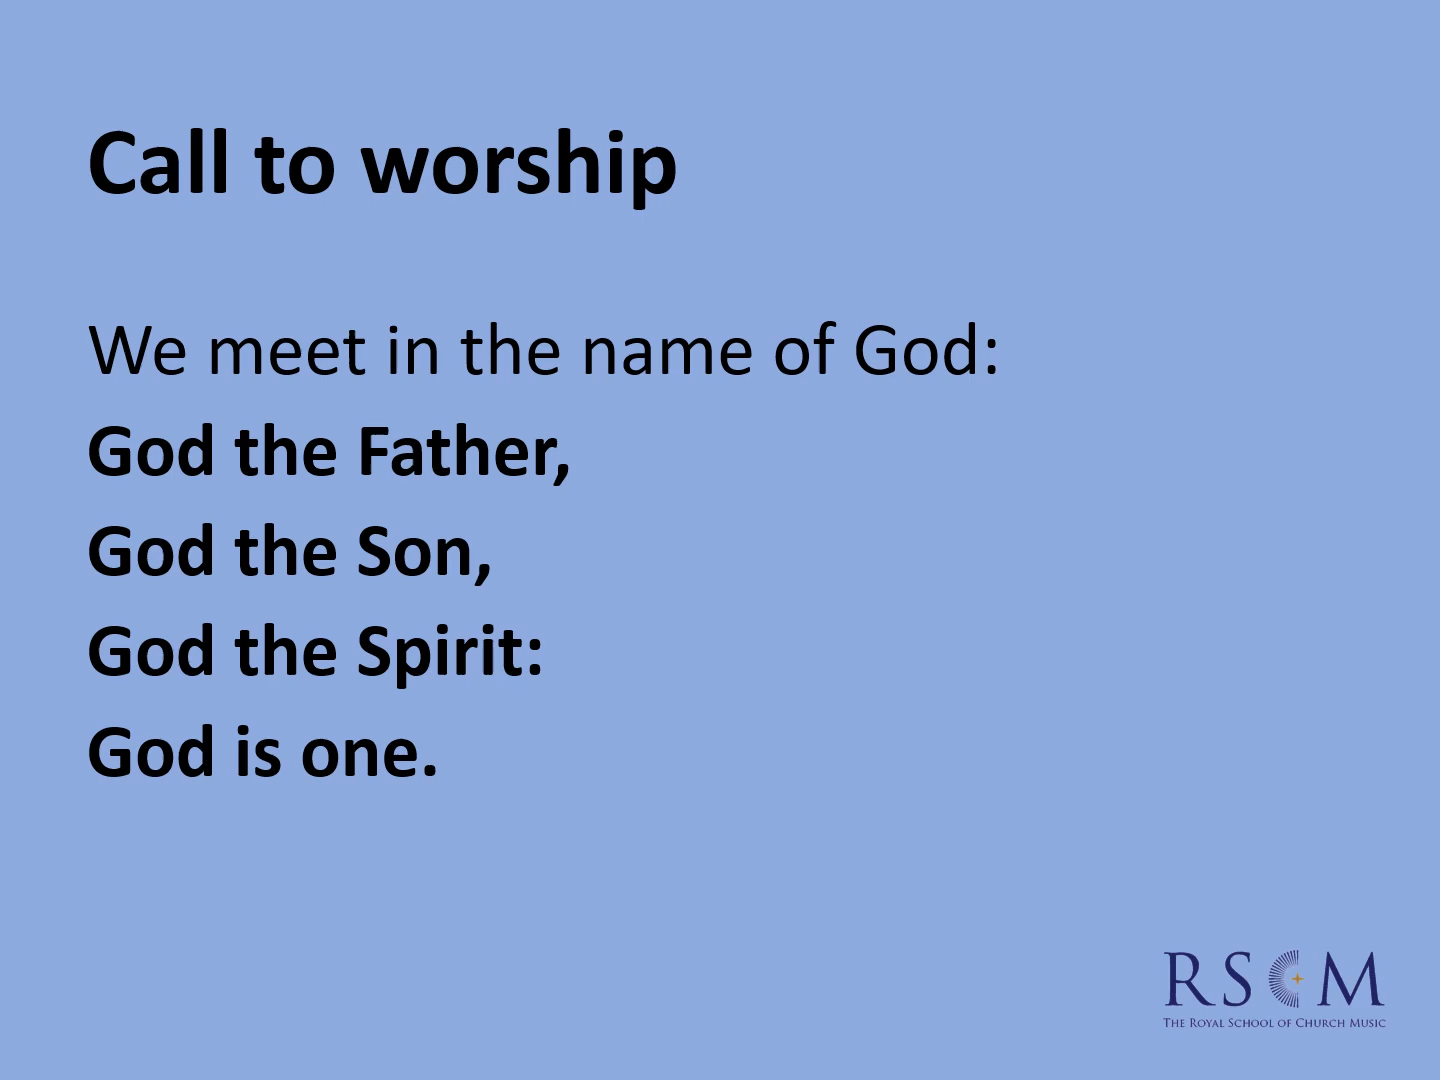 Call to worship
We meet in the name of God:
God the Father,
God the Son,
God the Spirit:
God is one.
RSCM
The Royal School of Church Music